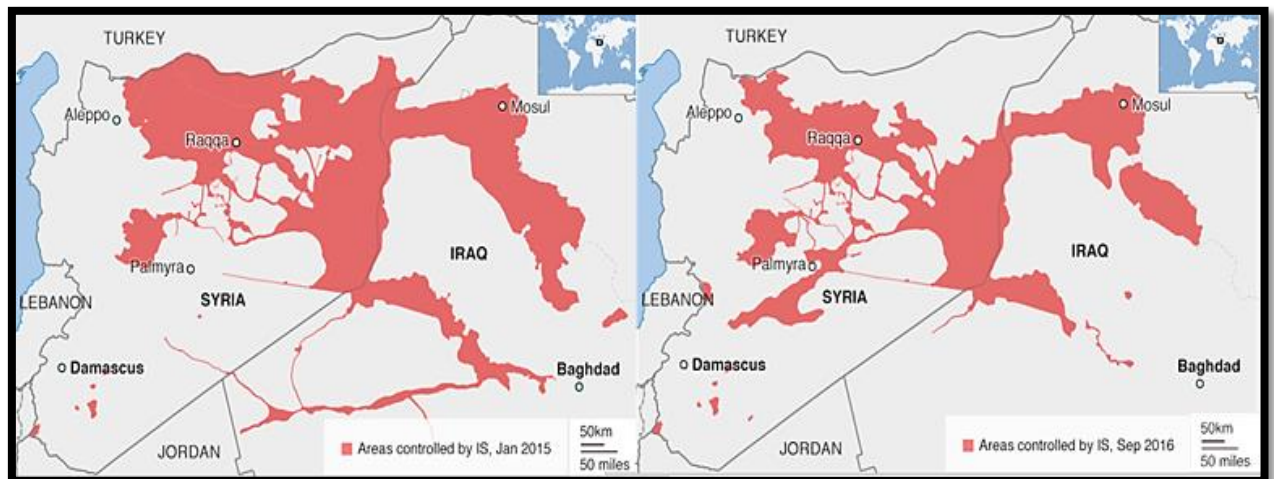 TURKEY
Aleppo
Raqqa
Mosul
IRAQ
Palmyra
SYRIA
LEBANON
Damascus
Baghdad
JORDAN
Areas controlled by IS, Jan 2015
50km
50 miles
TURKEY
Aleppo
Raqqa
Mosul
IRAQ
Palmyra
SYRIA
LEBANON
Damascus
Baghdad
JORDAN
Areas controlled by IS, Sep 2016
50km
50 miles